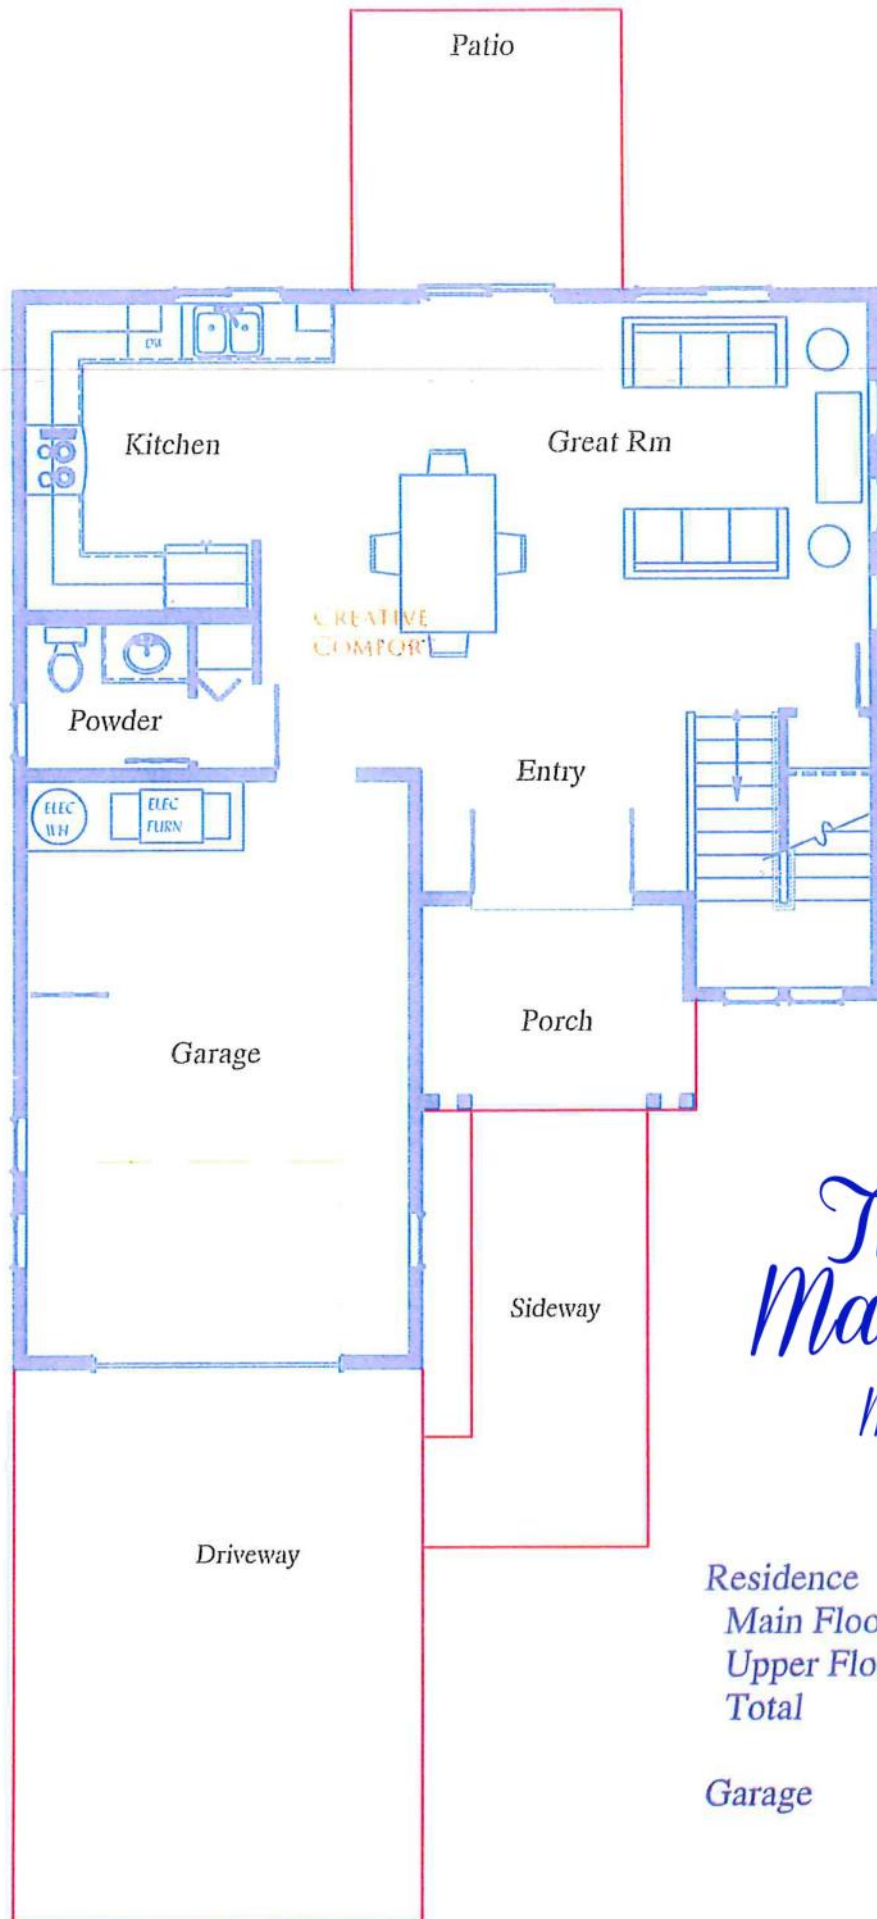 Patio
DW
Kitchen
Great Rm
CREATIVE
COMFORT
Powder
Entry
ELEC
WH
ELEC
FURN
Porch
Garage
Sideway
Driveway
Residence
Main Floo
Upper Flo
Total
Garage